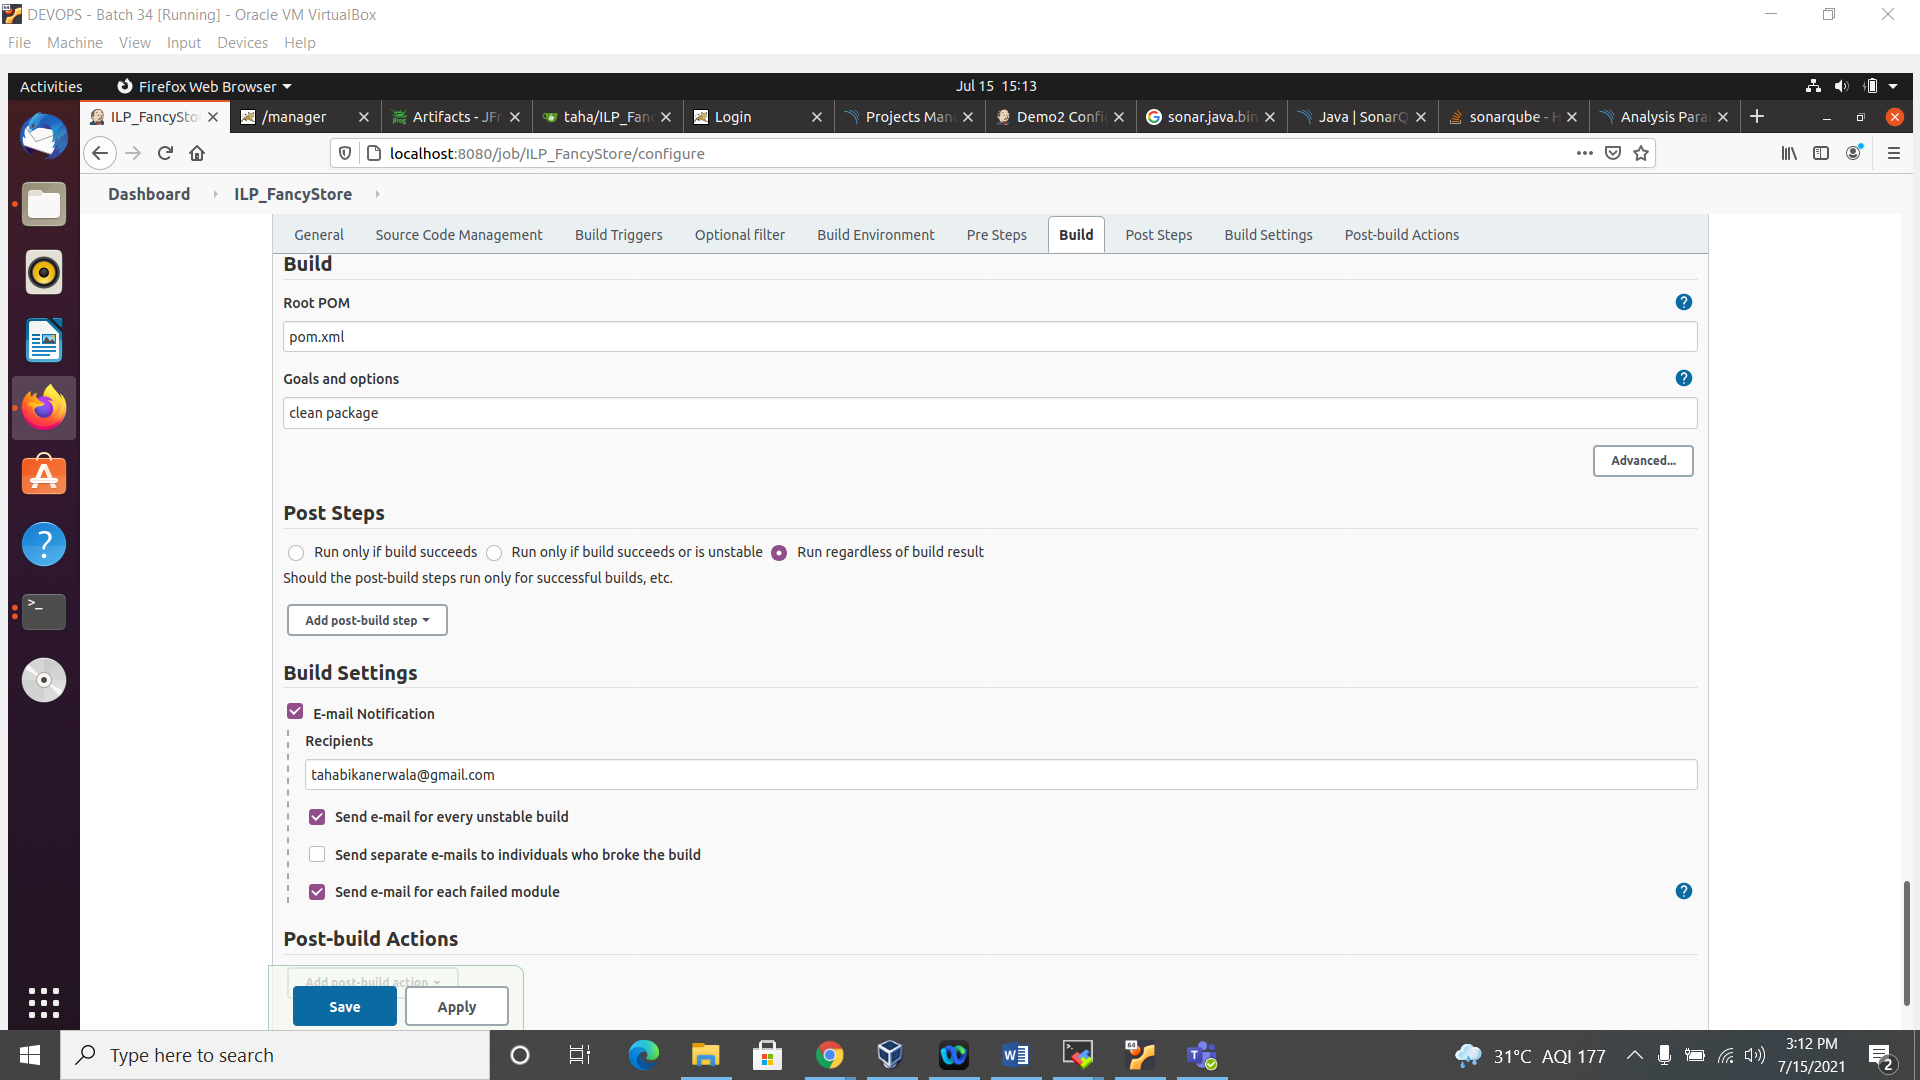 DEVOPS - Batch 34 [Running] - Oracle VM VirtualBox
File Machine View Input Devices Help
Activities Firefox Web Browser Jul 15 15:13
ILP_FancyStor /manager Artifacts - JFr taha/ILP_Fan Login Projects Man Demo2 Confi sonar.java.bin Java | SonarQ sonarqube - H Analysis Para
localhost:8080/job/ILP_FancyStore/configure
Dashboard ILP_FancyStore
General Source Code Management Build Triggers Optional filter Build Environment Pre Steps Build Post Steps Build Settings Post-build Actions
Build
Root POM
pom.xml
Goals and options
clean package
Advanced...
Post Steps
Run only if build succeeds Run only if build succeeds or is unstable Run regardless of build result
Should the post-build steps run only for successful builds, etc.
Add post-build step
Build Settings
E-mail Notification
Recipients
tahabikanerwala@gmail.com
Send e-mail for every unstable build
Send separate e-mails to individuals who broke the build
Send e-mail for each failed module
Post-build Actions
Add post-build action
Save Apply
Type here to search
31°C AQI 177
3:12 PM
7/15/2021
2